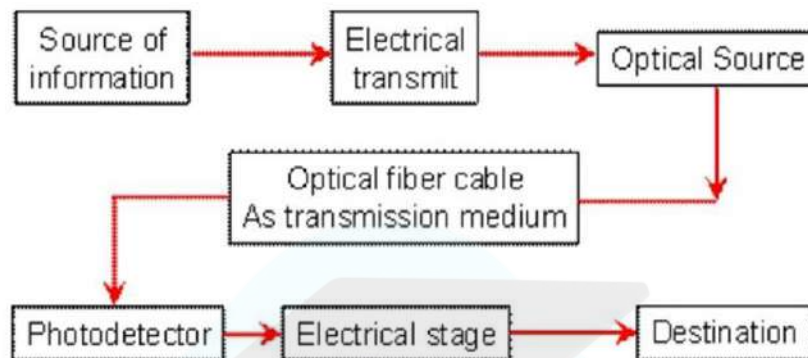 Source of
information
Electrical
transmit
Optical Source
Optical fiber cable
As transmission medium
Photodetector
Electrical stage
Destination